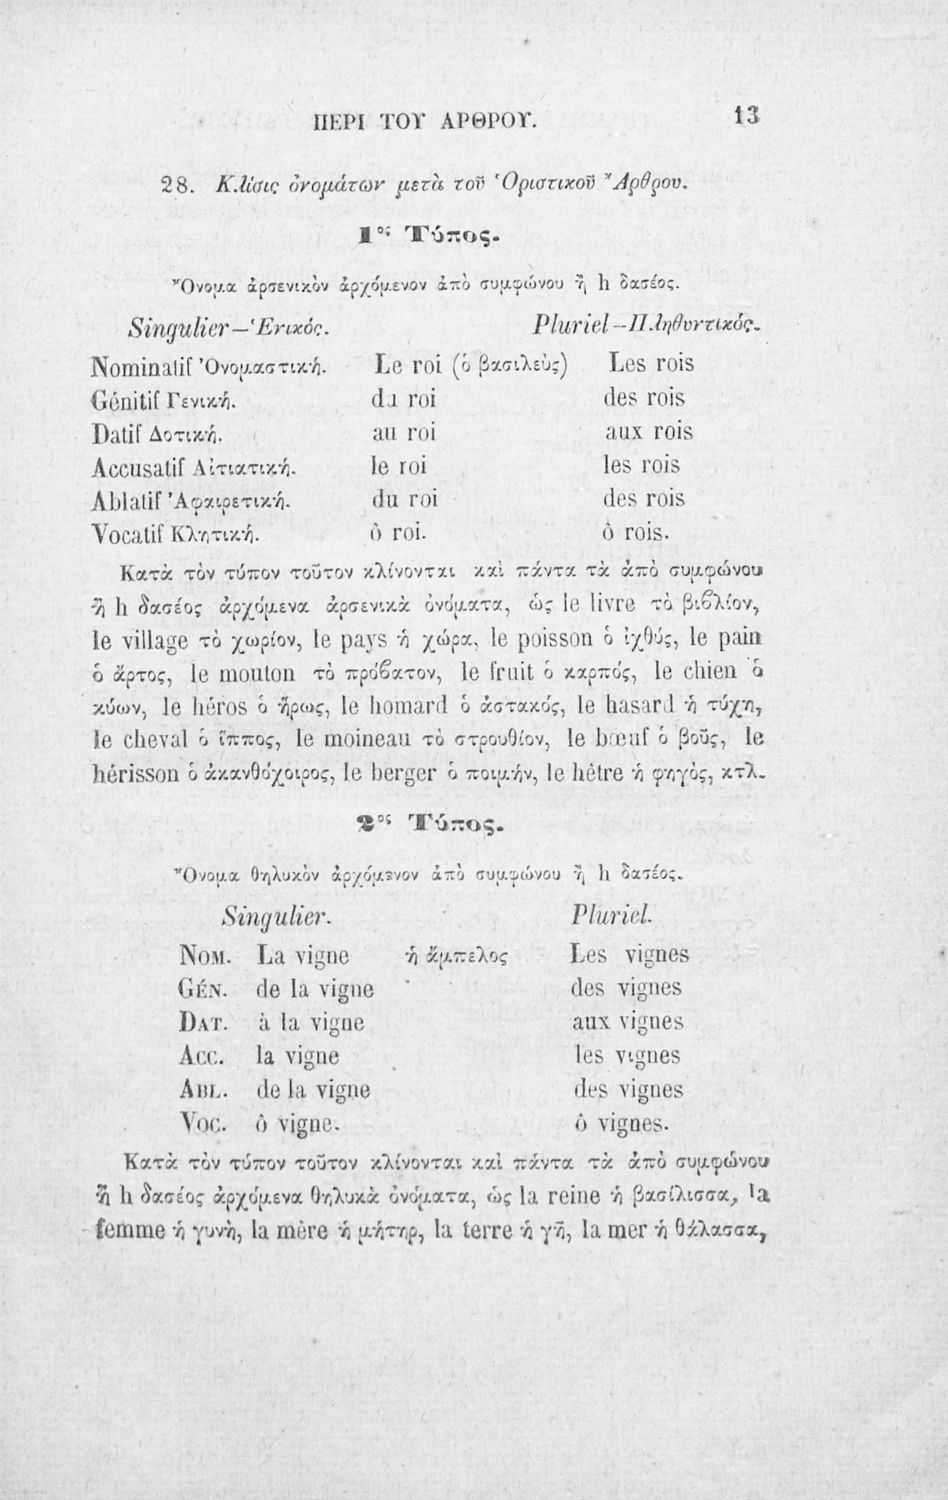 ΠΕΡΙ ΤΟΥ ΑΡΘΡΟΥ. 13
28. Κλίσις ὀνομάτων μετὰ τοῦ Ὁριστικοῦ Ἄρθρου.
1ος Τύπος.
Ὄνομα ἀρσενικὸν ἀρχόμενον ἀπὸ συμφώνου ἢ h δασέος.
Singulier—Ἑνικός. Pluriel—Πληθυντικός.
Nominatif Ὀνομαστική. Le roi (ὁ βασιλεὺς) Les rois
Génitif Γενική. du roi des rois
Datif Δοτική. au roi aux rois
Accusatif Αἰτιατική. le roi les rois
Ablatif Ἀφαιρετική. du roi des rois
Vocatif Κλητική. ô roi. ô rois.
Κατὰ τὸν τύπον τοῦτον κλίνονται καὶ πάντα τὰ ἀπὸ συμφώνου
ἢ h δασέος ἀρχόμενα ἀρσενικὰ ὀνόματα, ὡς le livre τὸ βιϐλίον,
le village τὸ χωρίον, le pays ἡ χώρα, le poisson ὁ ἰχθύς, le pain
ὁ ἄρτος, le mouton τὸ πρόϐατον, le fruit ὁ καρπός, le chien ὁ
κύων, le héros ὁ ἥρως, le homard ὁ ἀστακός, le hasard ἡ τύχη,
le cheval ὁ ἵππος, le moineau τὸ στρουθίον, le bœuf ὁ βοῦς, le
hérisson ὁ ἀκανθόχοιρος, le berger ὁ ποιμήν, le hêtre ἡ φηγὸς, κτλ.
2ος Τύπος.
Ὄνομα θηλυκὸν ἀρχόμενον ἀπὸ συμφώνου ἢ h δασέος.
Singulier. Pluriel.
NOM. La vigne ἡ ἄμπελος Les vignes
GÉN. de la vigne des vignes
DAT. à la vigne aux vignes
ACC. la vigne les vignes
ABL. de la vigne des vignes
VOC. ô vigne. ô vignes.
Κατὰ τὸν τύπον τοῦτον κλίνονται καὶ πάντα τὰ ἀπὸ συμφώνου
ἢ h δασέος ἀρχόμενα θηλυκὰ ὀνόματα, ὡς la reine ἡ βασίλισσα, la
femme ἡ γυνὴ, la mère ἡ μήτηρ, la terre ἡ γῆ, la mer ἡ θάλασσα,